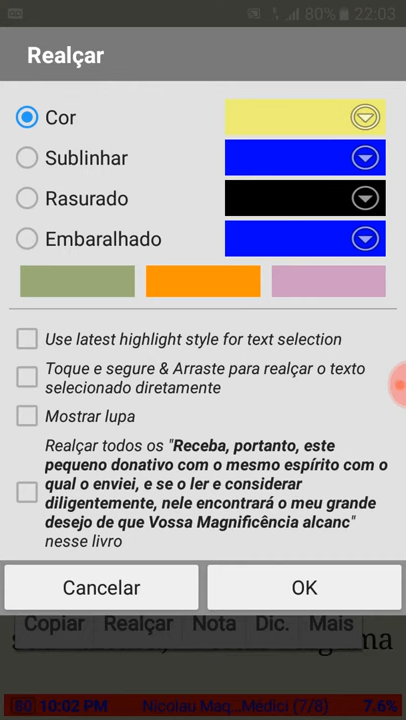 80% 22:03
Realçar
Cor
Sublinhar
Rasurado
Embaralhado
Use latest highlight style for text selection
Toque e segure & Arraste para realçar o texto
selecionado diretamente
Mostrar lupa
Realçar todos os "Receba, portanto, este
pequeno donativo com o mesmo espírito com o
qual o enviei, e se o ler e considerar
diligentemente, nele encontrará o meu grande
desejo de que Vossa Magnificência alcanc"
nesse livro
Cancelar OK
Copiar Realçar Nota Dic. Mais
80 10:02 PM Nicolau Maq...Médici (7/8) 7.6%